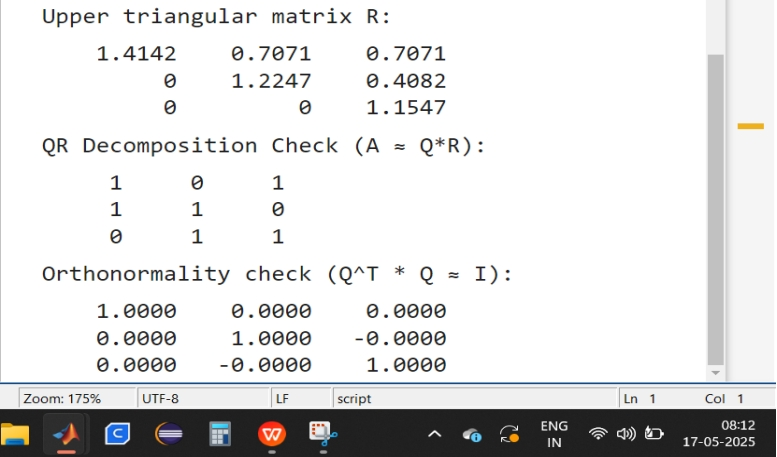 Upper triangular matrix R:
1.4142 0.7071 0.7071
0 1.2247 0.4082
0 0 1.1547
QR Decomposition Check (A ≈ Q*R):
1 0 1
1 1 0
0 1 1
Orthonormality check (Q^T * Q ≈ I):
1.0000 0.0000 0.0000
0.0000 1.0000 -0.0000
0.0000 -0.0000 1.0000
Zoom: 175% UTF-8 LF script Ln 1 Col 1
ENG 08:12
IN 17-05-2025